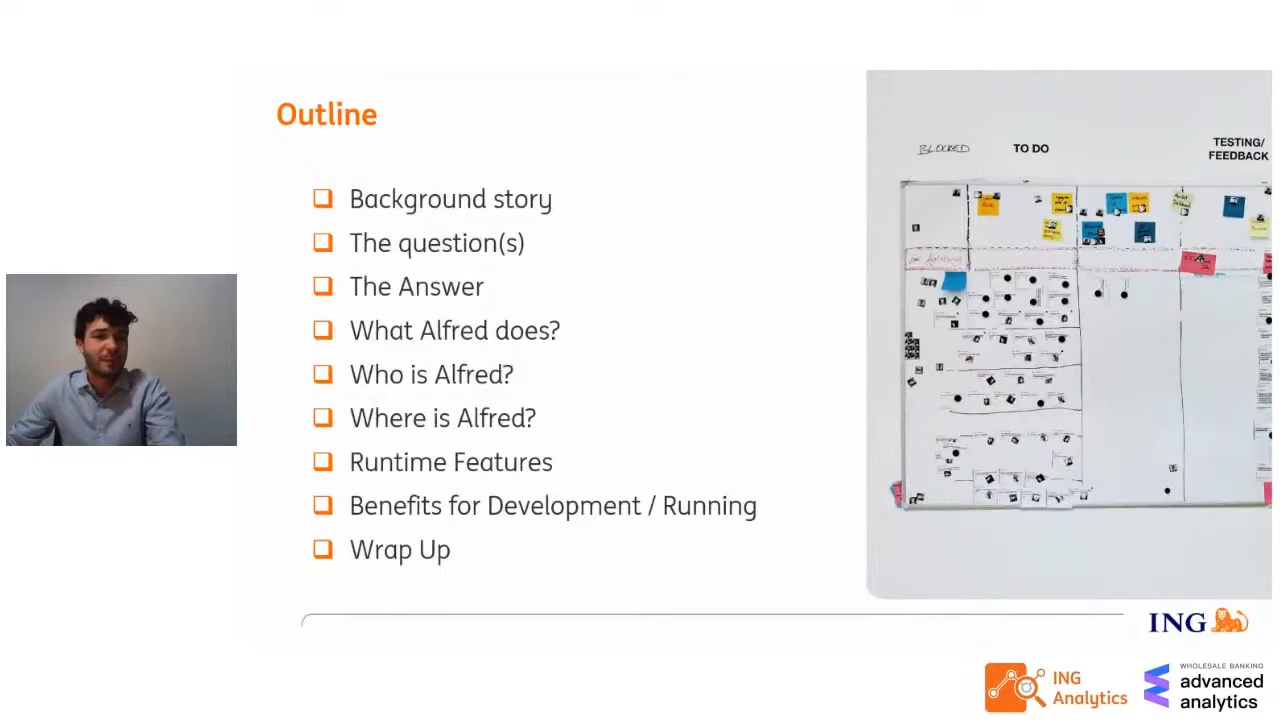 Outline
Background story
The question(s)
The Answer
What Alfred does?
Who is Alfred?
Where is Alfred?
Runtime Features
Benefits for Development / Running
Wrap Up
BLOCKED
TO DO
TESTING/
FEEDBACK
ING
ING
Analytics
WHOLESALE BANKING
advanced
analytics